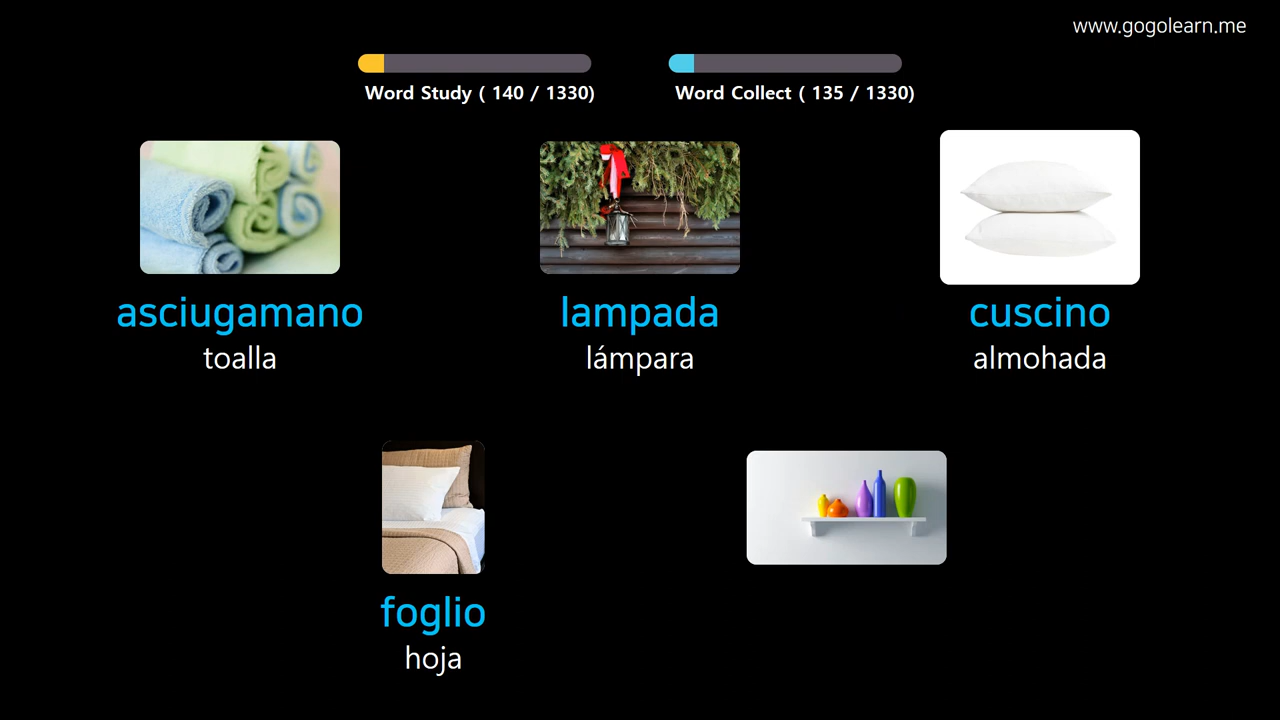 www.gogolearn.me
Word Study ( 140 / 1330)
Word Collect ( 135 / 1330)
asciugamano
toalla
lampada
lámpara
cuscino
almohada
foglio
hoja